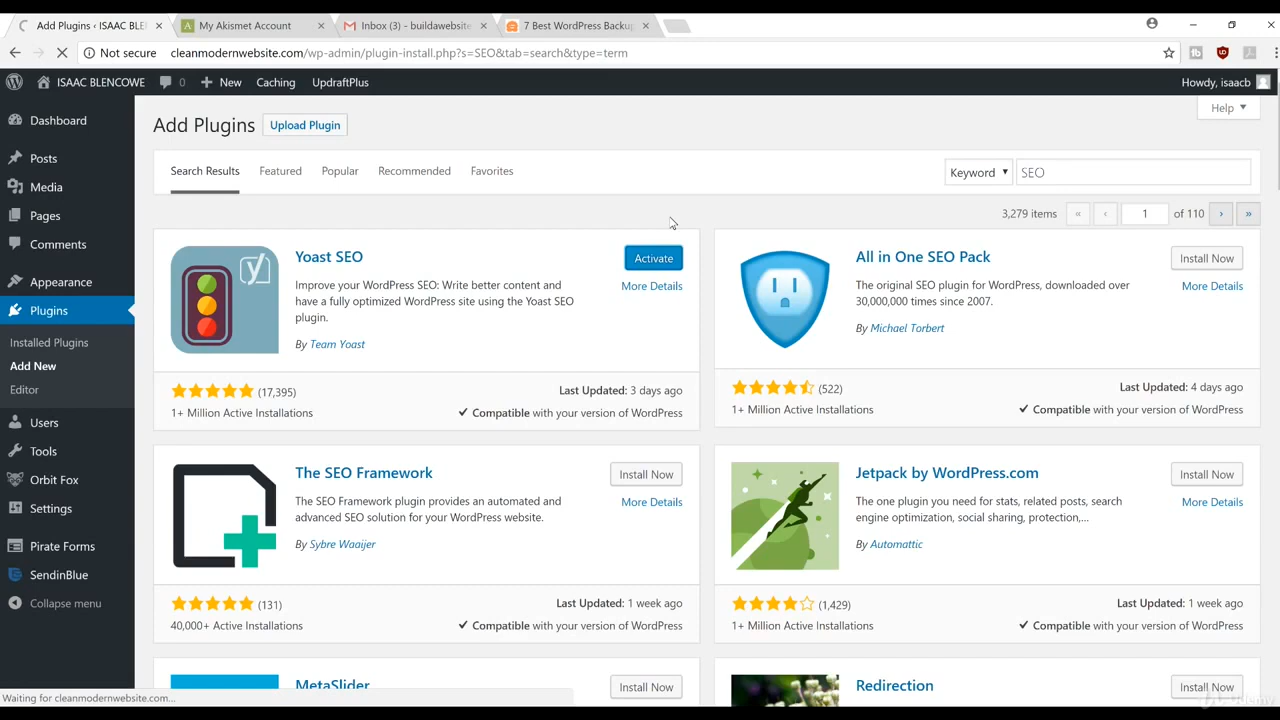 Add Plugins ‹ ISAAC BLEN
My Akismet Account
Inbox (3) - buildawebsite
7 Best WordPress Backup
Not secure cleanmodernwebsite.com/wp-admin/plugin-install.php?s=SEO&tab=search&type=term
ISAAC BLENCOWE 0 New Caching UpdraftPlus
Howdy, isaacb
Help
Dashboard
Posts
Media
Pages
Comments
Appearance
Plugins
Installed Plugins
Add New
Editor
Users
Tools
Orbit Fox
Settings
Pirate Forms
SendinBlue
Collapse menu
Add Plugins Upload Plugin
Search Results Featured Popular Recommended Favorites
Keyword SEO
3,279 items « ‹ 1 of 110 › »
Yoast SEO
Activate
More Details
Improve your WordPress SEO: Write better content and
have a fully optimized WordPress site using the Yoast SEO
plugin.
By Team Yoast
(17,395)
Last Updated: 3 days ago
1+ Million Active Installations
Compatible with your version of WordPress
All in One SEO Pack
Install Now
More Details
The original SEO plugin for WordPress, downloaded over
30,000,000 times since 2007.
By Michael Torbert
(522)
Last Updated: 4 days ago
1+ Million Active Installations
Compatible with your version of WordPress
The SEO Framework
Install Now
More Details
The SEO Framework plugin provides an automated and
advanced SEO solution for your WordPress website.
By Sybre Waaijer
(131)
Last Updated: 1 week ago
40,000+ Active Installations
Compatible with your version of WordPress
Jetpack by WordPress.com
Install Now
More Details
The one plugin you need for stats, related posts, search
engine optimization, social sharing, protection,...
By Automattic
(1,429)
Last Updated: 1 week ago
1+ Million Active Installations
Compatible with your version of WordPress
MetaSlider
Install Now
Redirection
Install Now
Waiting for cleanmodernwebsite.com...
Udemy